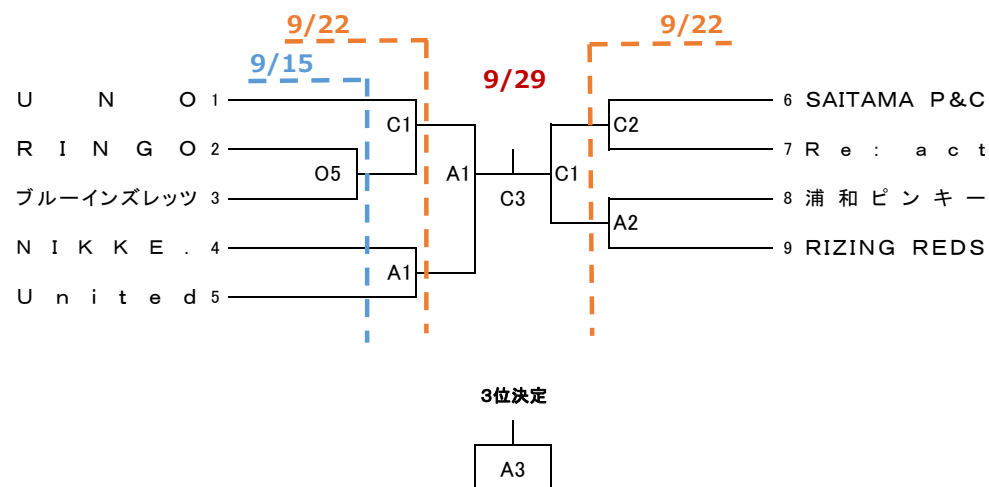 9/22 9/22
9/15
9/29
UNO 1 6 SAITAMA P&C
C1 C2
RINGO 2 7 Re:act
O5 A1 C1
ブルーインズレッツ 3 C3 8 浦和ピンキー
A2
NIKKE. 4 9 RIZING REDS
A1
United 5
3位決定
A3